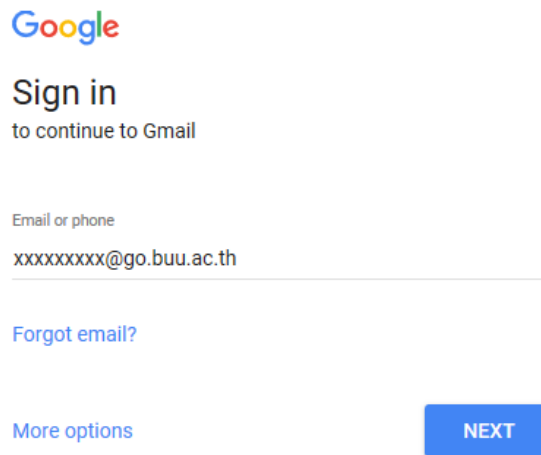 Google
Sign in
to continue to Gmail
Email or phone
xxxxxxxxx@go.buu.ac.th
Forgot email?
More options
NEXT